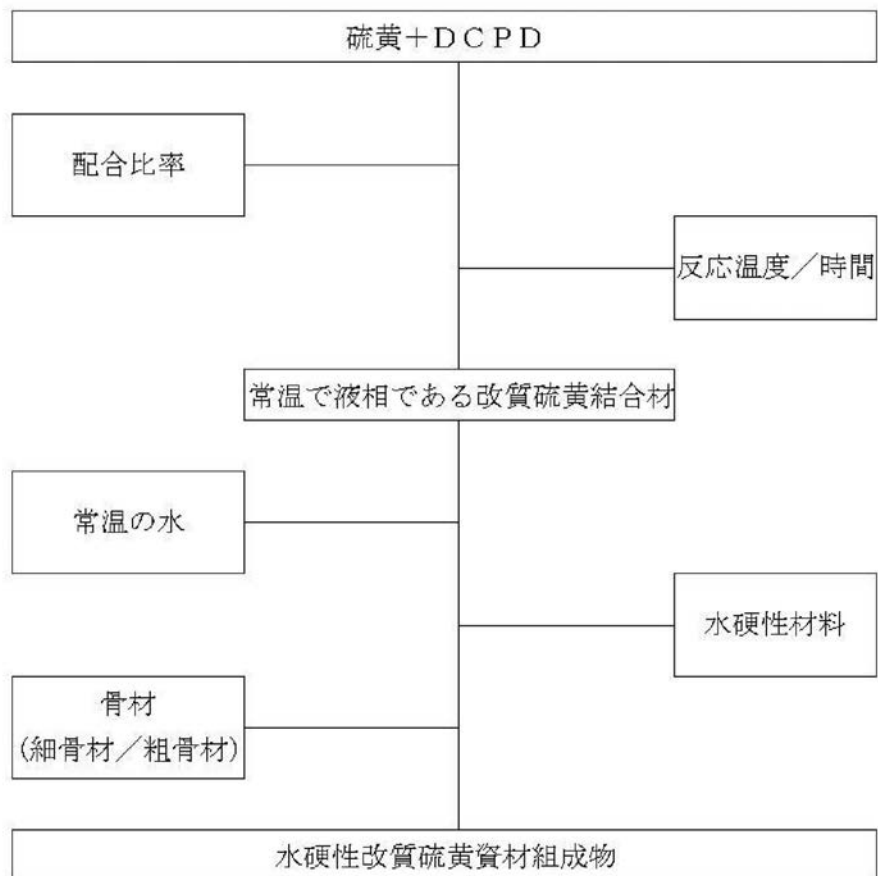 硫黄＋ＤＣＰＤ
配合比率
反応温度／時間
常温で液相である改質硫黄結合材
常温の水
水硬性材料
骨材
(細骨材／粗骨材)
水硬性改質硫黄資材組成物